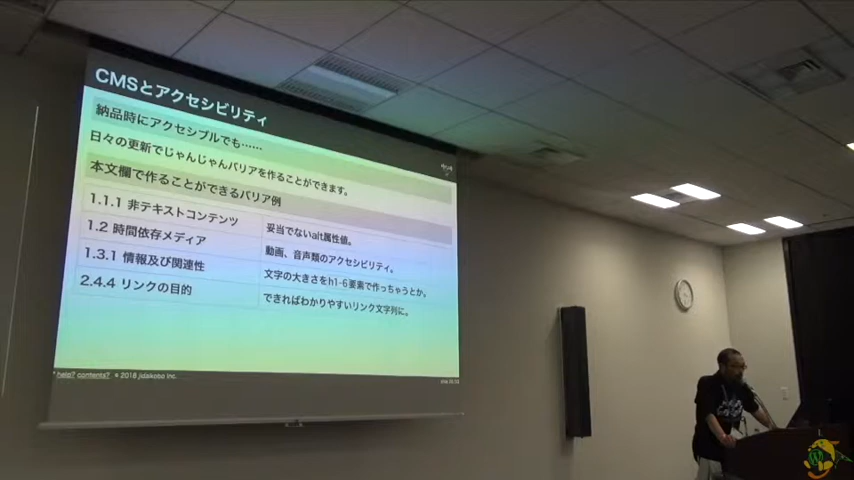 CMSとアクセシビリティ
納品時にアクセシブルでも……
日々の更新でじゃんじゃんバリアを作ることができます。
本文欄で作ることができるバリア例
1.1.1 非テキストコンテンツ 妥当でないalt属性値。
1.2 時間依存メディア 動画、音声類のアクセシビリティ。
1.3.1 情報及び関連性 文字の大きさをh1-6要素で作っちゃうとか。
2.4.4 リンクの目的 できればわかりやすいリンク文字列に。
help? contents? © 2018 jidaikobo inc.